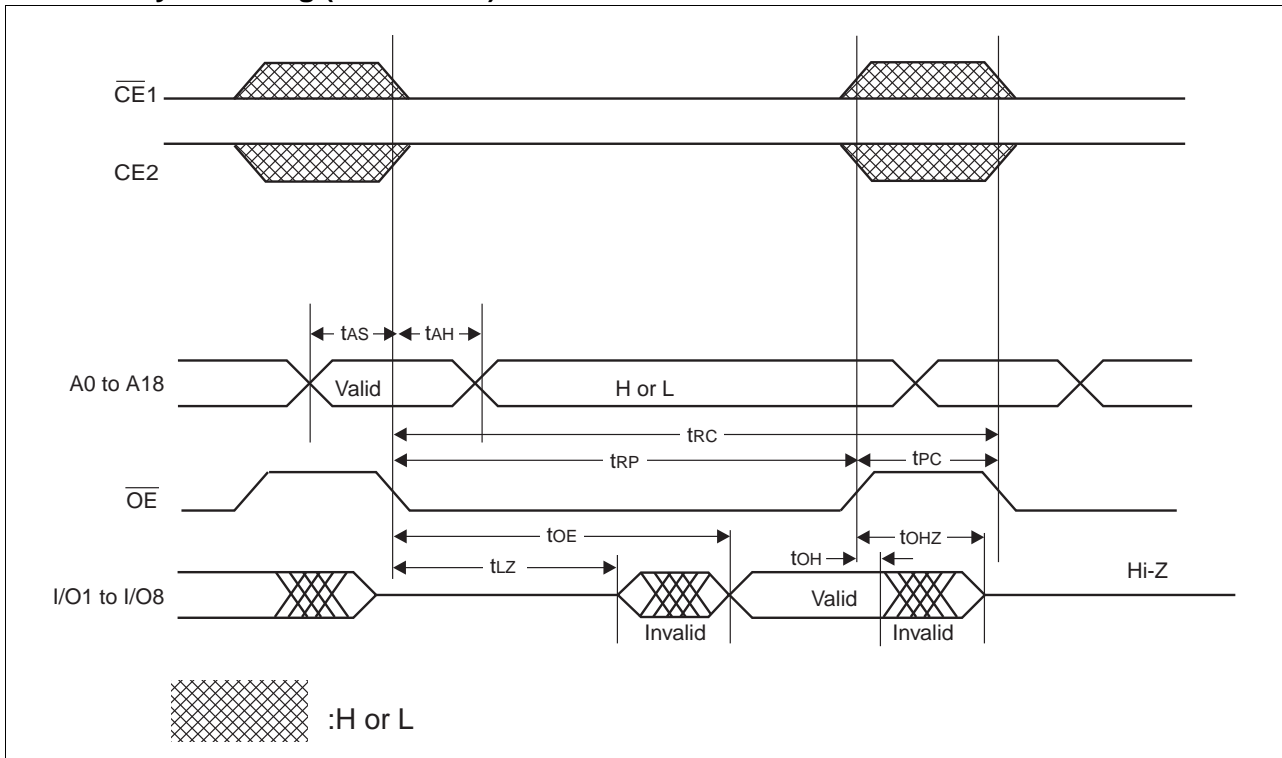 CE1
CE2
tAS
tAH
A0 to A18
Valid
H or L
tRC
tRP
tPC
OE
tOE
tOHZ
tLZ
tOH
Hi-Z
I/O1 to I/O8
Valid
Invalid
Invalid
:H or L